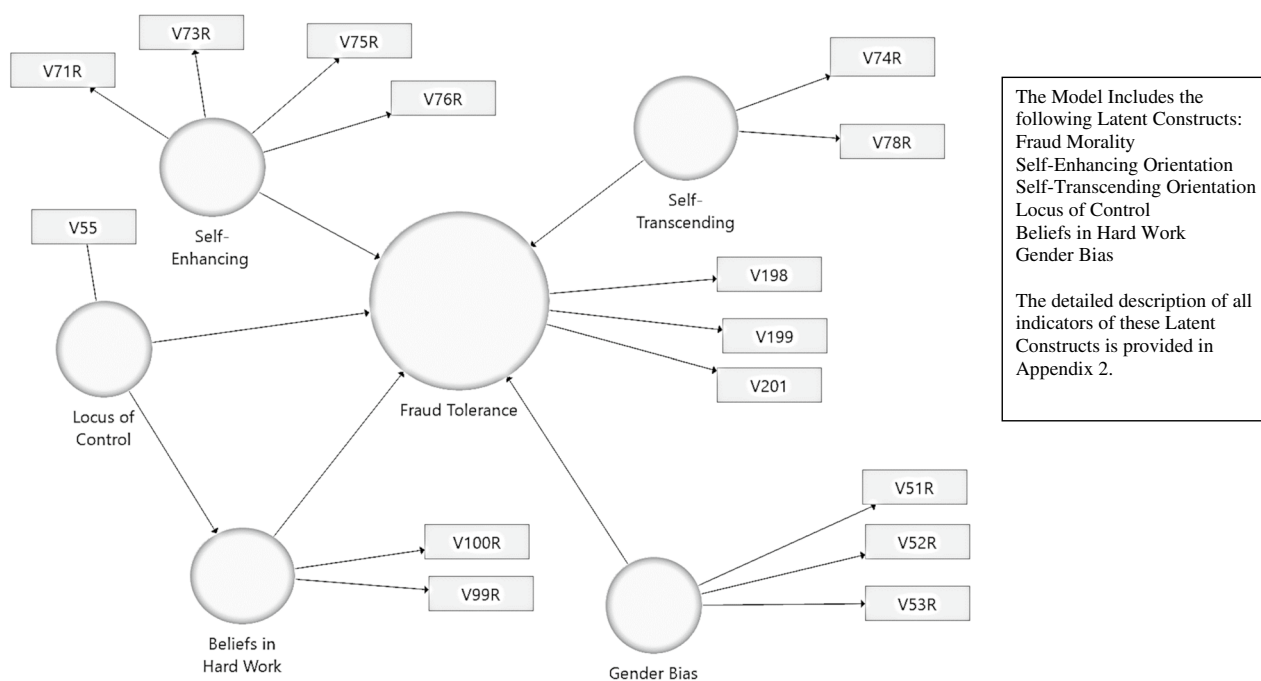 V73R
V75R
V71R
V76R
V74R
V78R
Self-
Enhancing
Self-
Transcending
V55
V198
V199
V201
Locus of
Control
Fraud Tolerance
V51R
V52R
V53R
V100R
V99R
Beliefs in
Hard Work
Gender Bias
The Model Includes the
following Latent Constructs:
Fraud Morality
Self-Enhancing Orientation
Self-Transcending Orientation
Locus of Control
Beliefs in Hard Work
Gender Bias
The detailed description of all
indicators of these Latent
Constructs is provided in
Appendix 2.